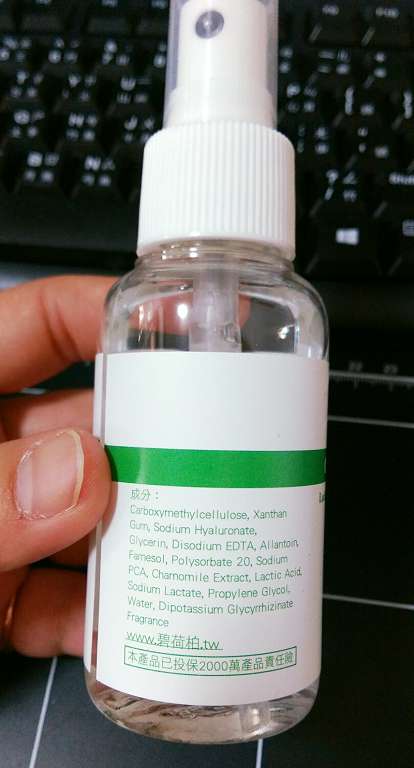 成分：
Carboxymethylcellulose, Xanthan
Gum, Sodium Hyaluronate,
Glycerin, Disodium EDTA, Allantoin,
Farnesol, Polysorbate 20, Sodium
PCA, Chamomile Extract, Lactic Acid,
Sodium Lactate, Propylene Glycol,
Water, Dipotassium Glycyrrhizinate
Fragrance
www.碧荷柏.tw
本產品已投保2000萬產品責任險
22 23